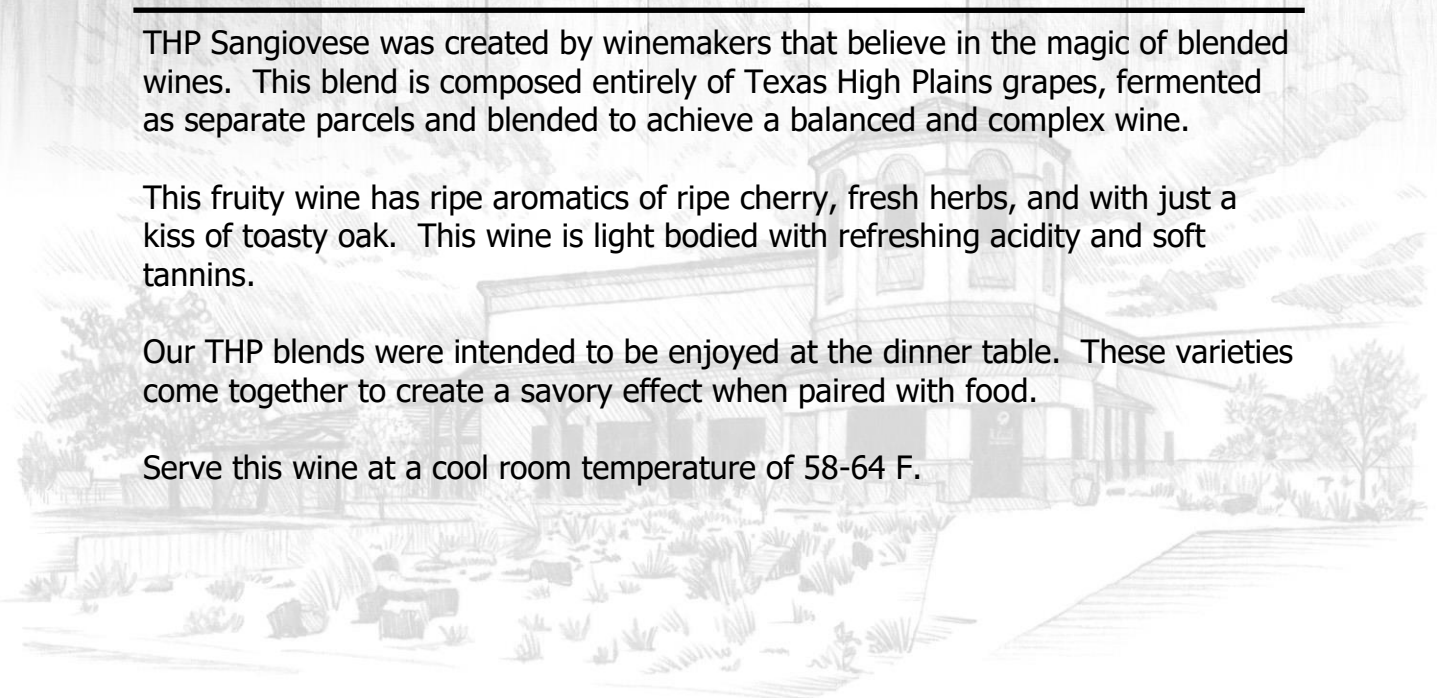 THP Sangiovese was created by winemakers that believe in the magic of blended
wines.  This blend is composed entirely of Texas High Plains grapes, fermented
as separate parcels and blended to achieve a balanced and complex wine.
This fruity wine has ripe aromatics of ripe cherry, fresh herbs, and with just a
kiss of toasty oak.  This wine is light bodied with refreshing acidity and soft
tannins.
Our THP blends were intended to be enjoyed at the dinner table.  These varieties
come together to create a savory effect when paired with food.
Serve this wine at a cool room temperature of 58-64 F.